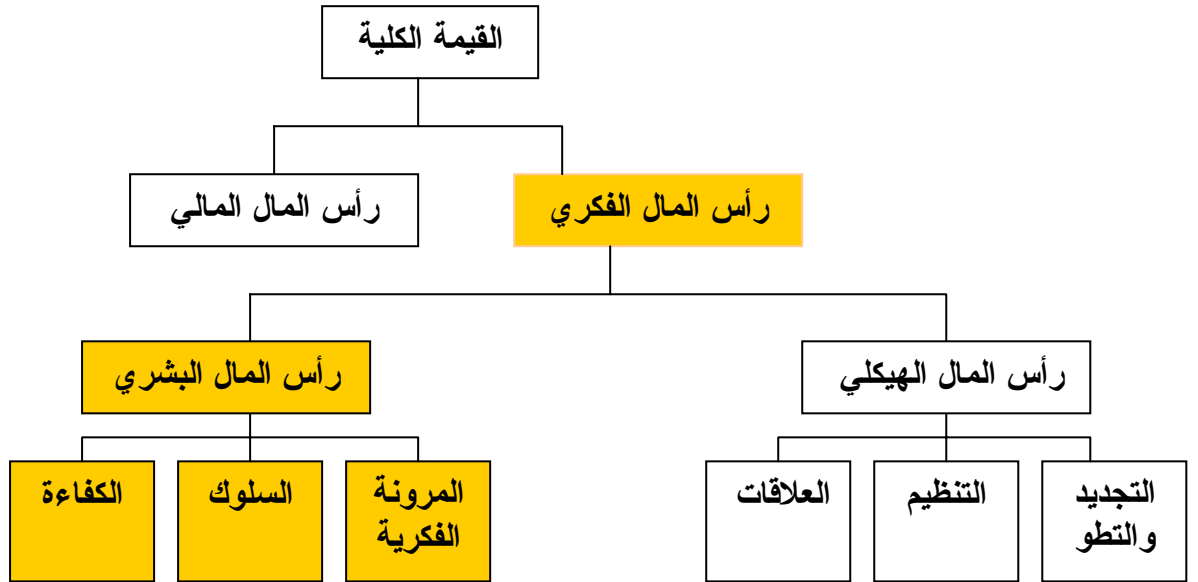 القيمة الكلية
رأس المال الفكري
رأس المال المالي
رأس المال الهيكلي
رأس المال البشري
التجديد
والتطو
التنظيم
العلاقات
المرونة
الفكرية
السلوك
الكفاءة